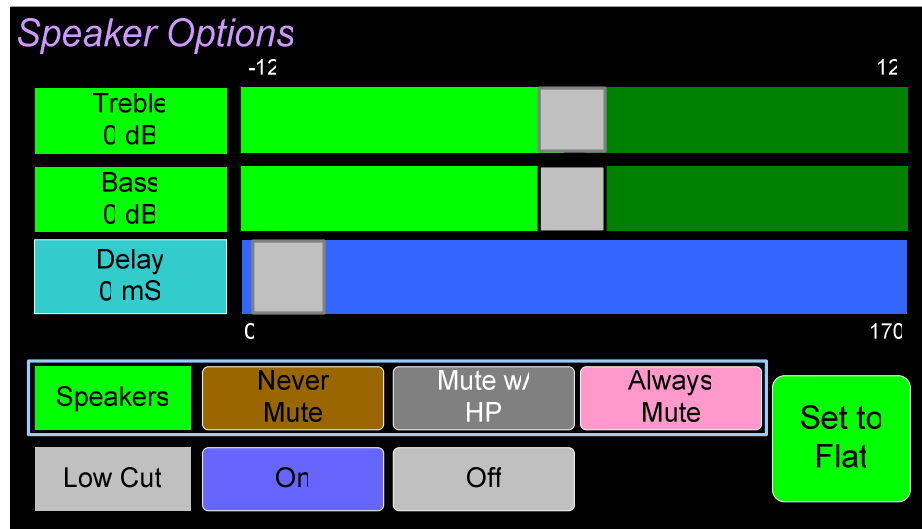 Speaker Options
-12 12
Treble
0 dB
Bass
0 dB
Delay
0 mS
0 170
Speakers
Never
Mute
Mute w/
HP
Always
Mute
Set to
Flat
Low Cut
On
Off